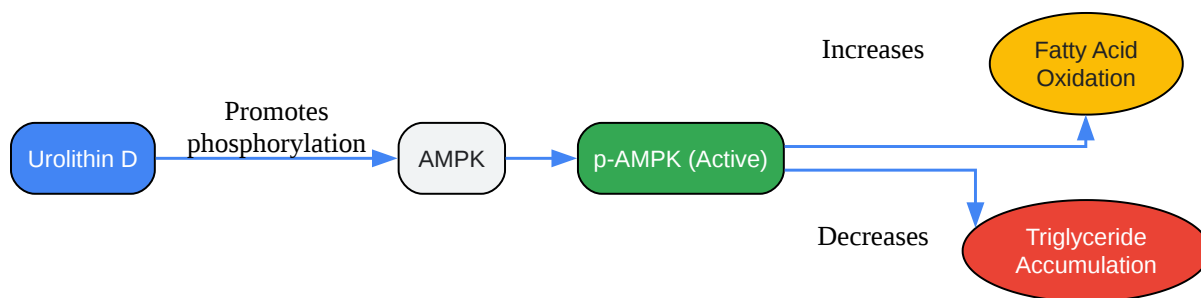 Increases
Fatty Acid
Oxidation
Promotes
phosphorylation
Urolithin D
AMPK
p-AMPK (Active)
Decreases
Triglyceride
Accumulation